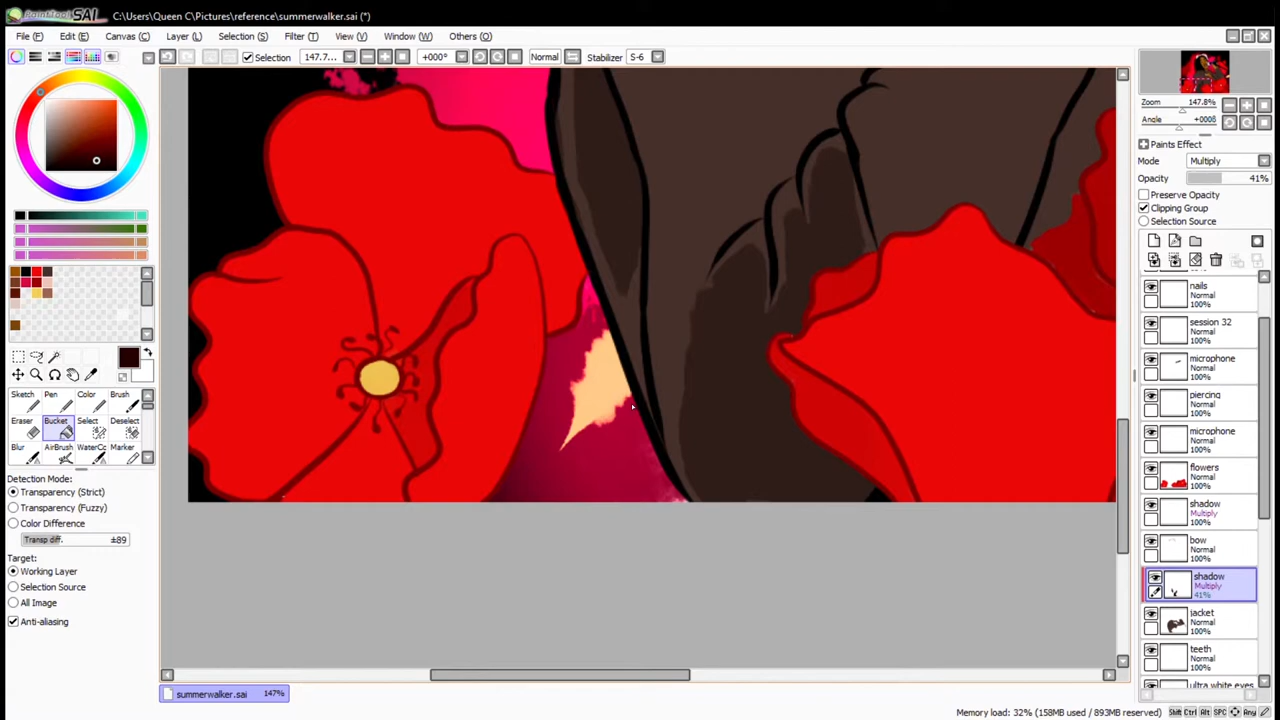 PaintTool SAI
C:\Users\Queen C\Pictures\reference\summerwalker.sai (*)
File (F) Edit (E) Canvas (C) Layer (L) Selection (S) Filter (T) View (V) Window (W) Others (O)
Selection 147.7... +000° Normal Stabilizer S-6
Zoom 147.8%
Angle +000δ
Paints Effect
Mode Multiply
Opacity 41%
Preserve Opacity
Clipping Group
Selection Source
nails
Normal
100%
session 32
Normal
100%
microphone
Normal
100%
piercing
Normal
100%
microphone
Normal
100%
flowers
Normal
100%
shadow
Multiply
100%
bow
Normal
100%
shadow
Multiply
41%
jacket
Normal
100%
teeth
Normal
100%
ultra white eyes
Sketch Pen Color Brush
Eraser Bucket Select Deselect
Blur AirBrush WaterCo Marker
Detection Mode:
Transparency (Strict)
Transparency (Fuzzy)
Color Difference
Transp diff. ±89
Target:
Working Layer
Selection Source
All Image
Anti-aliasing
summerwalker.sai 147%
Memory load: 32% (158MB used / 893MB reserved) Shift Ctrl Alt SPC Any